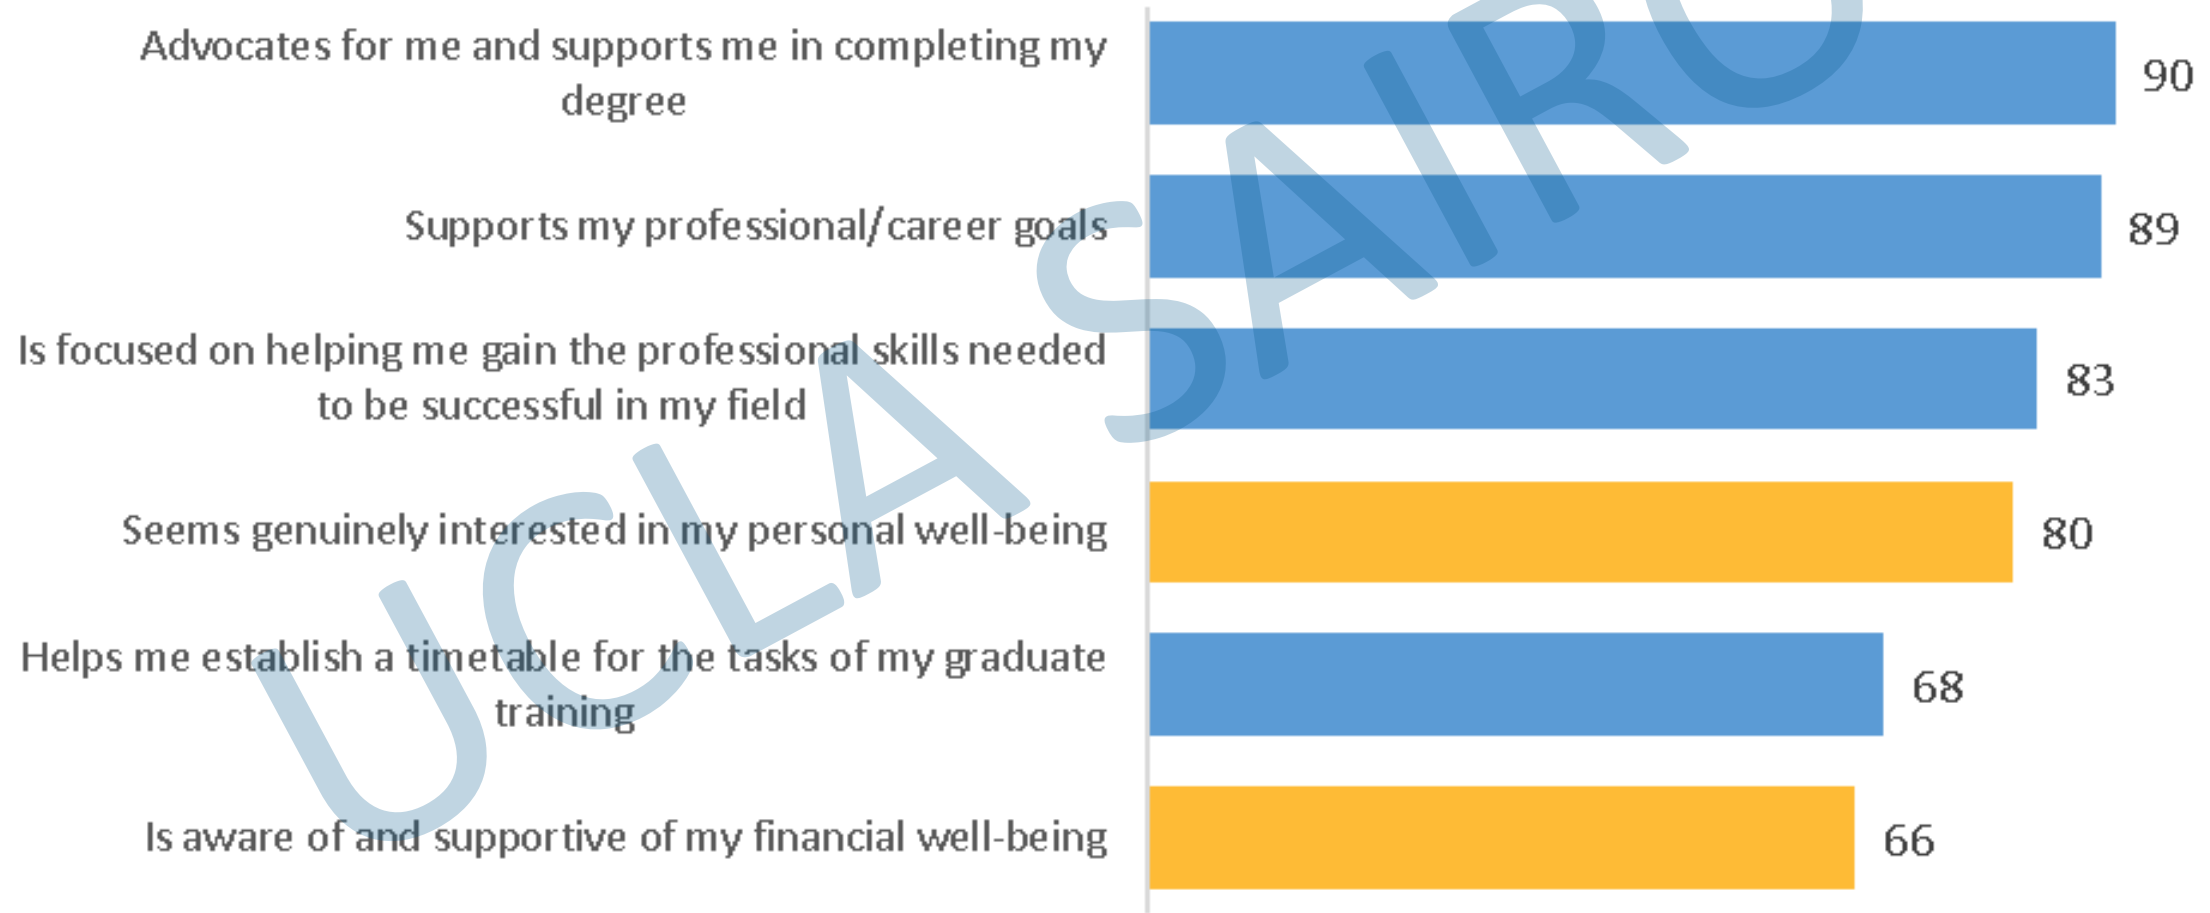 Advocates for me and supports me in completing my
degree
90
Supports my professional/career goals
89
Is focused on helping me gain the professional skills needed
to be successful in my field
83
Seems genuinely interested in my personal well-being
80
Helps me establish a timetable for the tasks of my graduate
training
68
Is aware of and supportive of my financial well-being
66
UCLA SAIRO